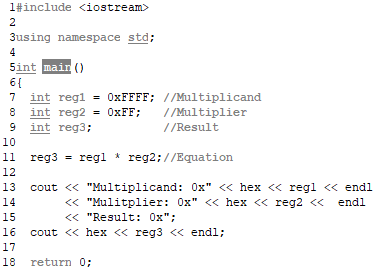 1#include <iostream>
2
3using namespace std;
4
5int main()
6{
7  int reg1 = 0xFFFF; //Multiplicand
8  int reg2 = 0xFF;   //Multiplier
9  int reg3;          //Result
10
11  reg3 = reg1 * reg2;//Equation
12
13  cout << "Multiplicand: 0x" << hex << reg1 << endl
14       << "Mulitplier: 0x" << hex << reg2 <<  endl
15       << "Result: 0x";
16  cout << hex << reg3 << endl;
17
18  return 0;